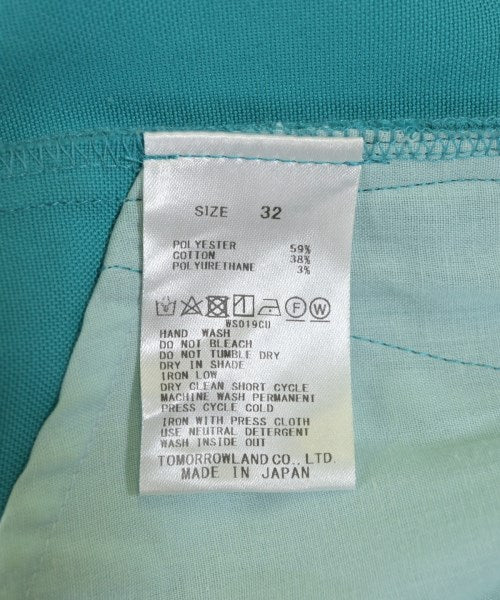 SIZE 32
POLYESTER 59%
COTTON 38%
POLYURETHANE 3%
F W
WS019CU
HAND WASH
DO NOT BLEACH
DO NOT TUMBLE DRY
DRY IN SHADE
IRON LOW
DRY CLEAN SHORT CYCLE
MACHINE WASH PERMANENT
PRESS CYCLE COLD
IRON WITH PRESS CLOTH
USE NEUTRAL DETERGENT
WASH INSIDE OUT
TOMORROWLAND CO., LTD.
MADE IN JAPAN